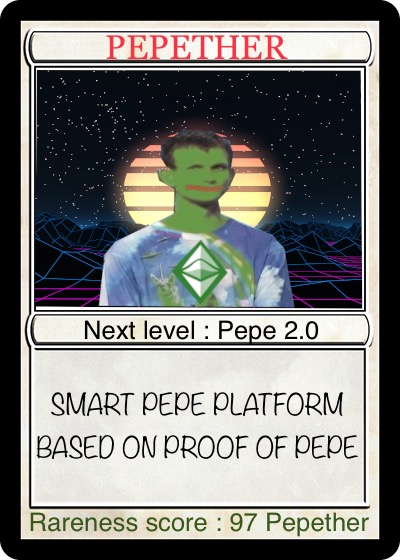 PEPETHER
Next level : Pepe 2.0
SMART PEPE PLATFORM
BASED ON PROOF OF PEPE
Rareness score : 97 Pepether